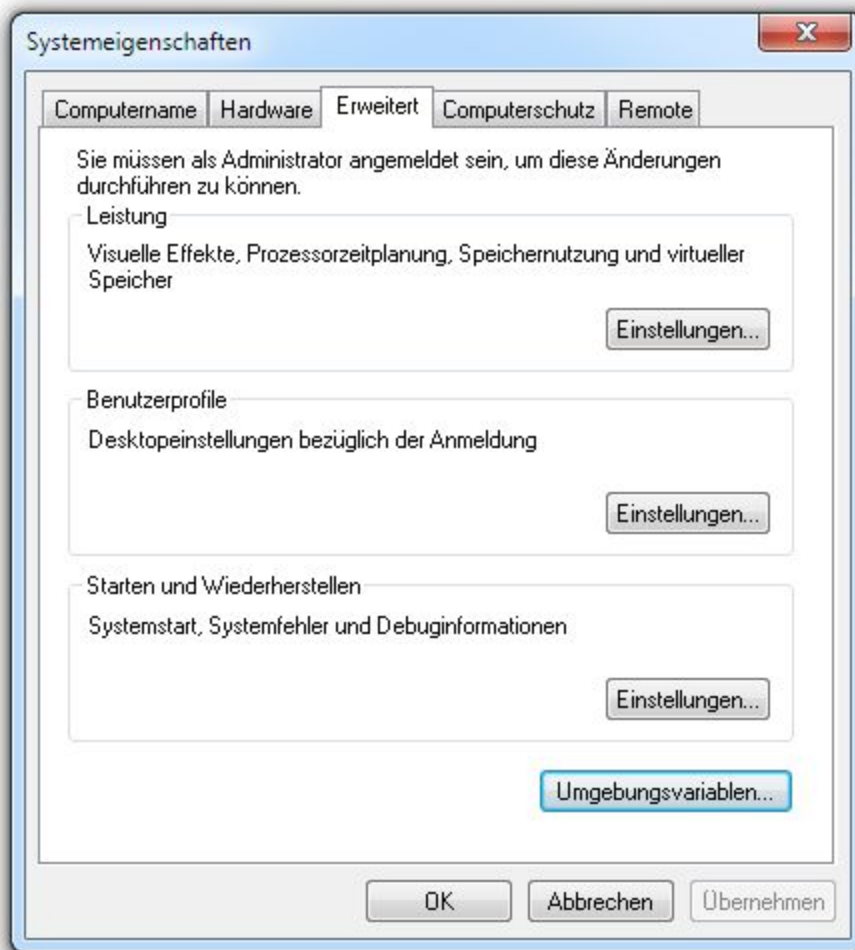 Systemeigenschaften
Computername Hardware Erweitert Computerschutz Remote
Sie müssen als Administrator angemeldet sein, um diese Änderungen
durchführen zu können.
Leistung
Visuelle Effekte, Prozessorzeitplanung, Speichernutzung und virtueller
Speicher
Einstellungen...
Benutzerprofile
Desktopeinstellungen bezüglich der Anmeldung
Einstellungen...
Starten und Wiederherstellen
Systemstart, Systemfehler und Debuginformationen
Einstellungen...
Umgebungsvariablen...
OK Abbrechen Übernehmen